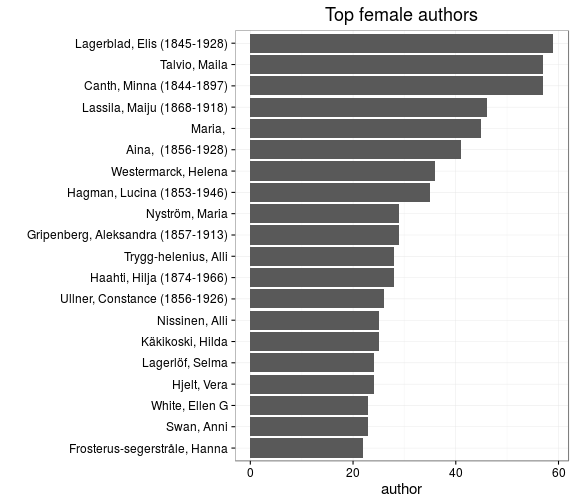 Top female authors
Lagerblad, Elis (1845-1928)
Talvio, Maila
Canth, Minna (1844-1897)
Lassila, Maiju (1868-1918)
Maria,
Aina, (1856-1928)
Westermarck, Helena
Hagman, Lucina (1853-1946)
Nyström, Maria
Gripenberg, Aleksandra (1857-1913)
Trygg-helenius, Alli
Haahti, Hilja (1874-1966)
Ullner, Constance (1856-1926)
Nissinen, Alli
Käkikoski, Hilda
Lagerlöf, Selma
Hjelt, Vera
White, Ellen G
Swan, Anni
Frosterus-segerstråle, Hanna
0 20 40 60
author